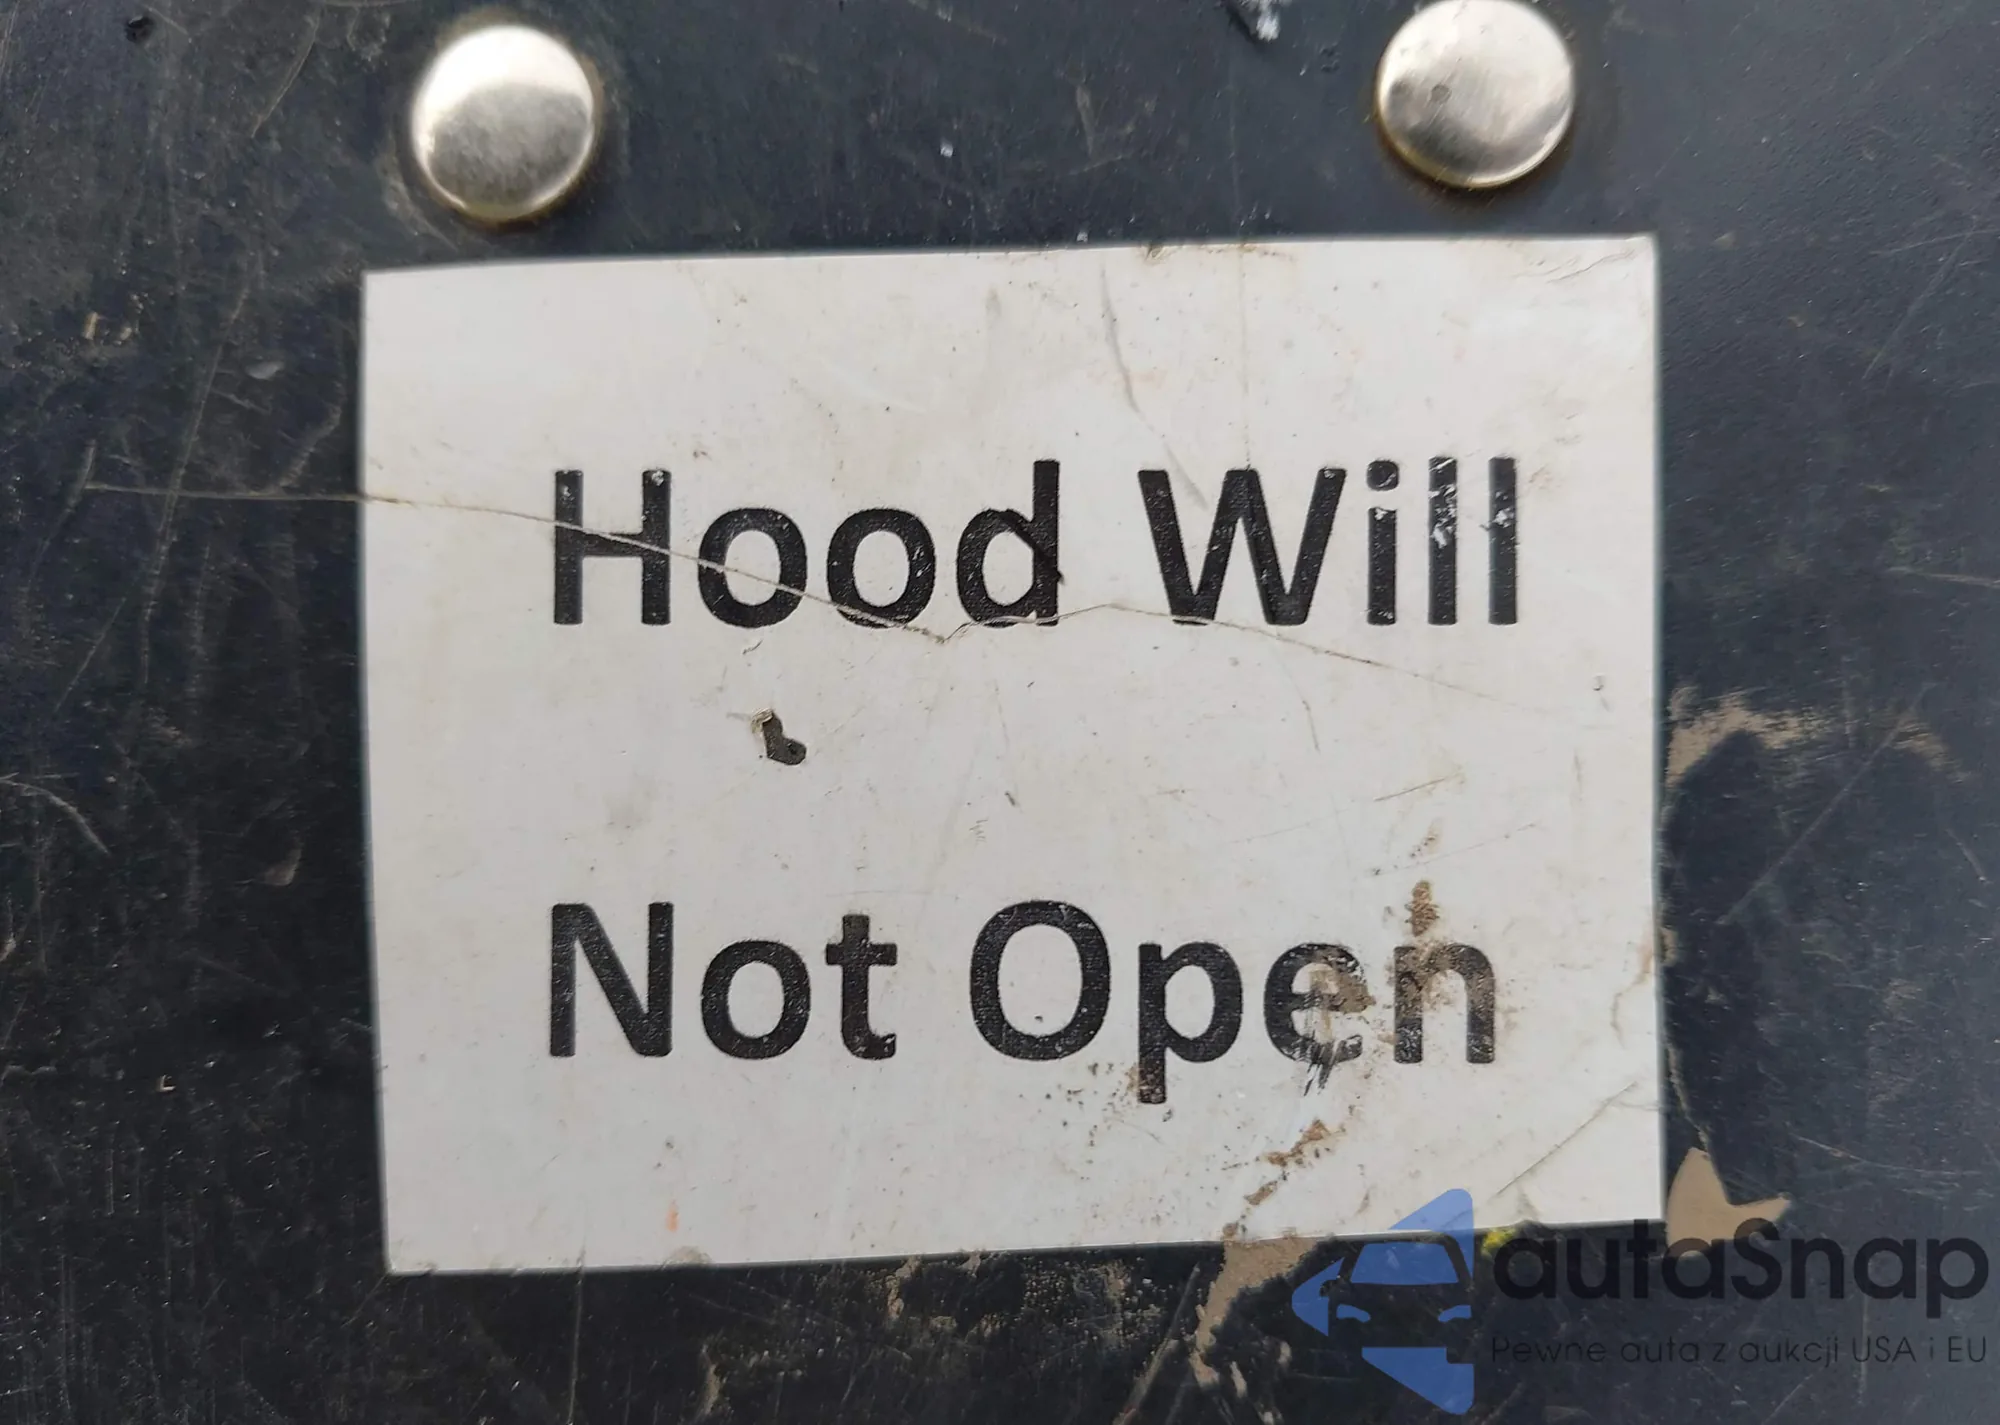 Hood Will
Not Open
autaSnap
Pewne auta z aukcji USA i EU